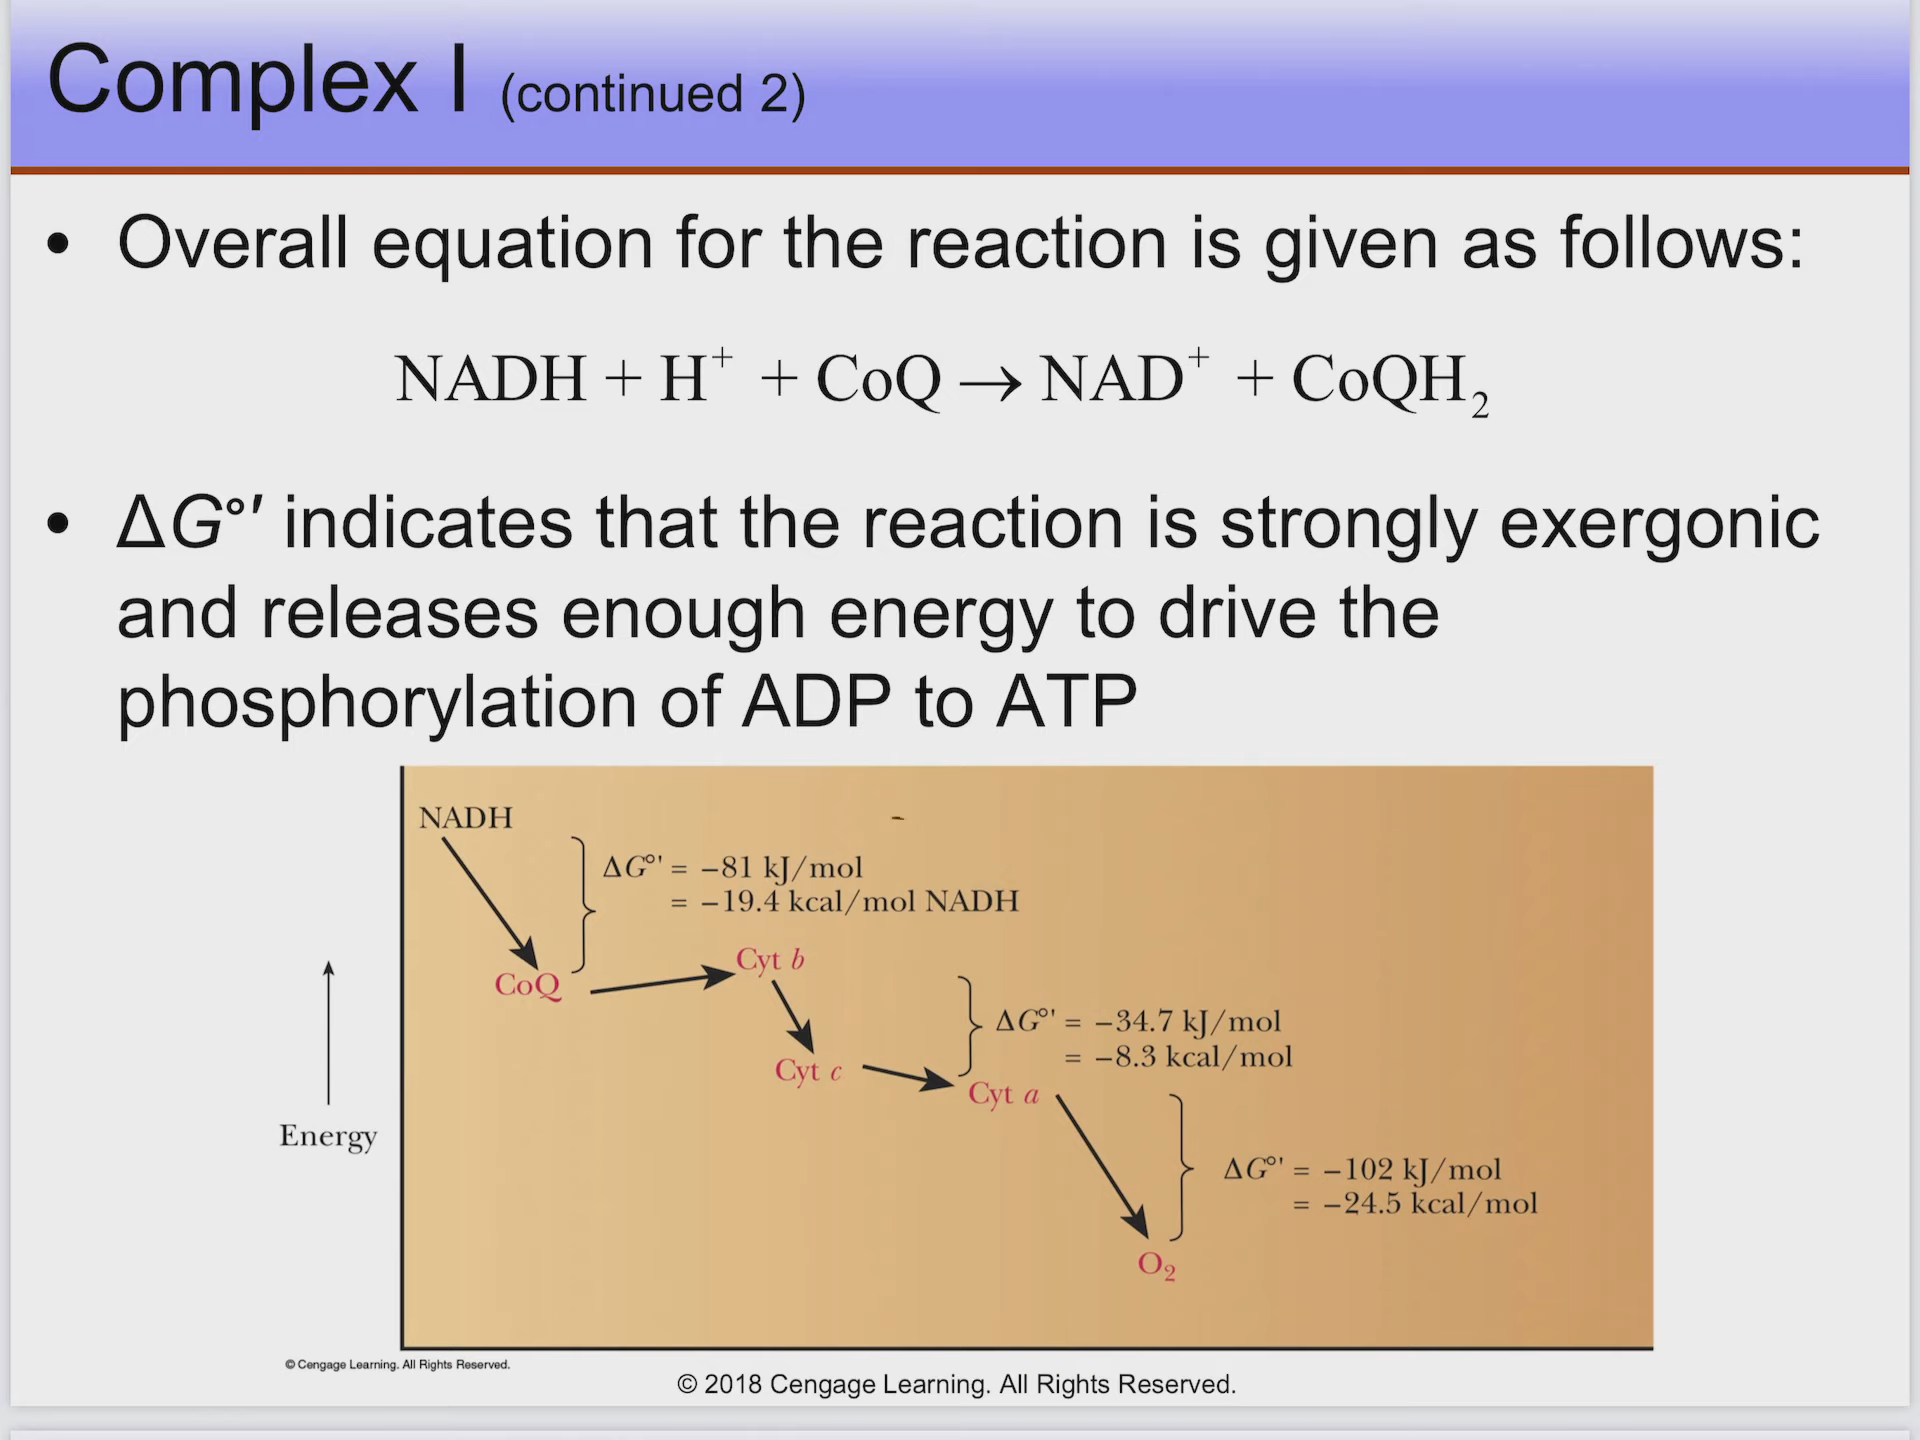 Complex I (continued 2)
• Overall equation for the reaction is given as follows:
NADH + H⁺ + CoQ → NAD⁺ + CoQH₂
• ΔG°′ indicates that the reaction is strongly exergonic
and releases enough energy to drive the
phosphorylation of ADP to ATP
NADH
ΔG°' = −81 kJ/mol
= −19.4 kcal/mol NADH
Cyt b
CoQ
ΔG°' = −34.7 kJ/mol
= −8.3 kcal/mol
Cyt c
Cyt a
Energy
ΔG°' = −102 kJ/mol
= −24.5 kcal/mol
O₂
© Cengage Learning. All Rights Reserved.
© 2018 Cengage Learning. All Rights Reserved.